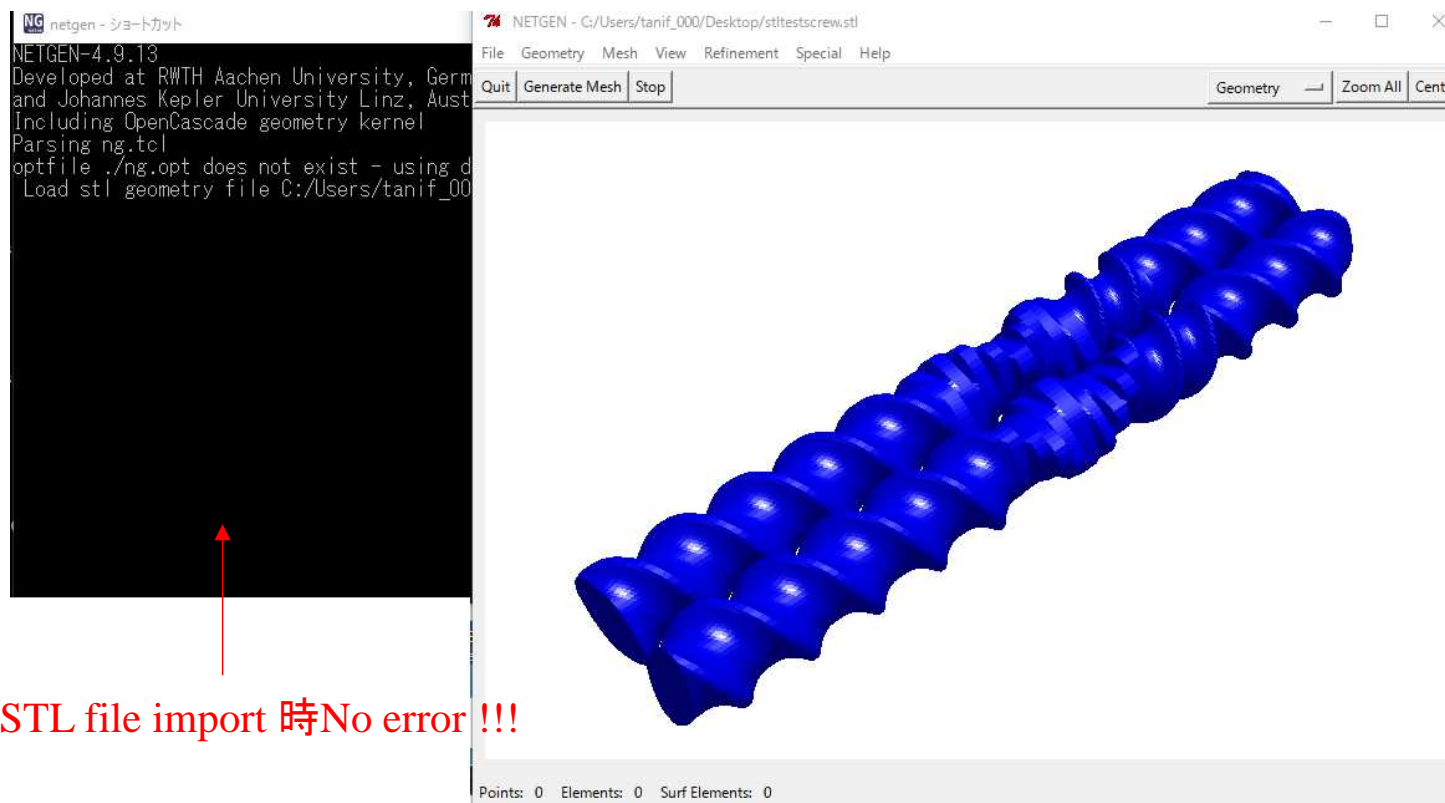 netgen - ショートカット
NETGEN-4.9.13
Developed at RWTH Aachen University, Germ
and Johannes Kepler University Linz, Aust
Including OpenCascade geometry kernel
Parsing ng.tcl
optfile ./ng.opt does not exist - using d
Load stl geometry file C:/Users/tanif_00
NETGEN - C:/Users/tanif_000/Desktop/stltestscrew.stl
File Geometry Mesh View Refinement Special Help
Quit Generate Mesh Stop Geometry Zoom All Cent
STL file import 時No error !!!
Points: 0 Elements: 0 Surf Elements: 0